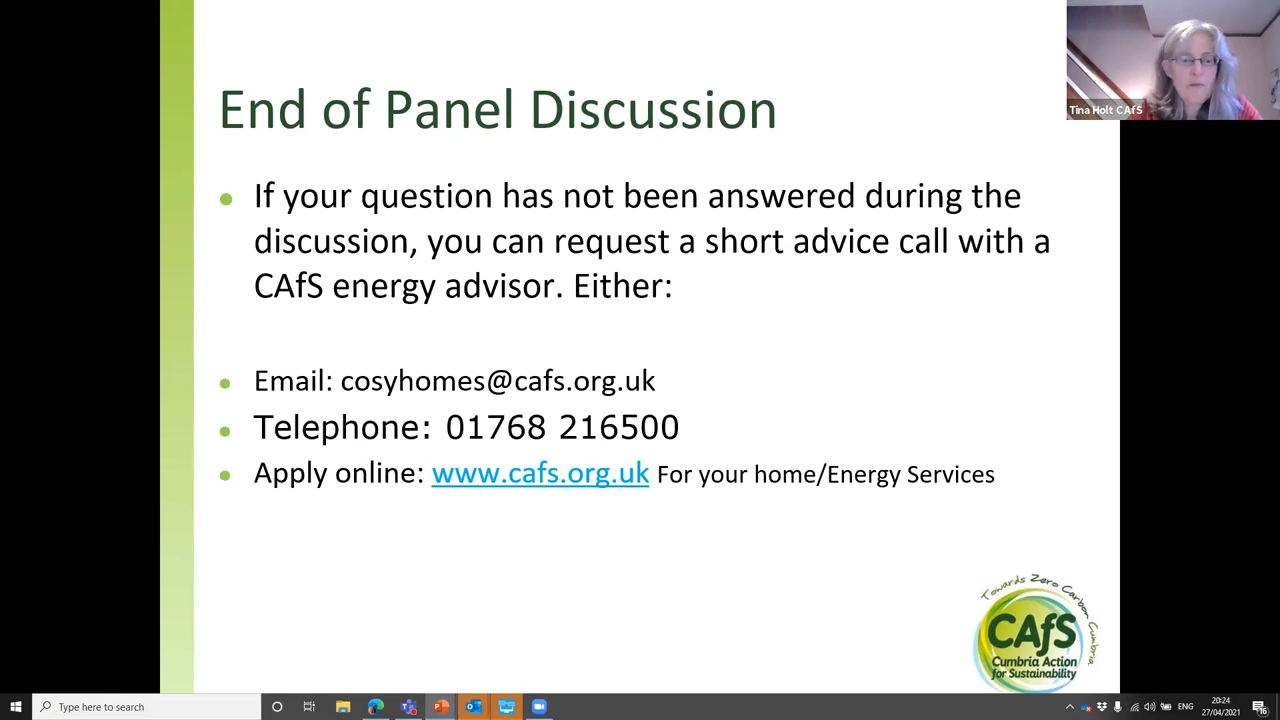 End of Panel Discussion
Tina Holt CAfS
If your question has not been answered during the
discussion, you can request a short advice call with a
CAfS energy advisor. Either:
Email: cosyhomes@cafs.org.uk
Telephone: 01768 216500
Apply online: www.cafs.org.uk For your home/Energy Services
Towards Zero Carbon Cumbria
CAfS
Cumbria Action
for Sustainability
Type here to search
ENG
20:24
27/04/2021
16